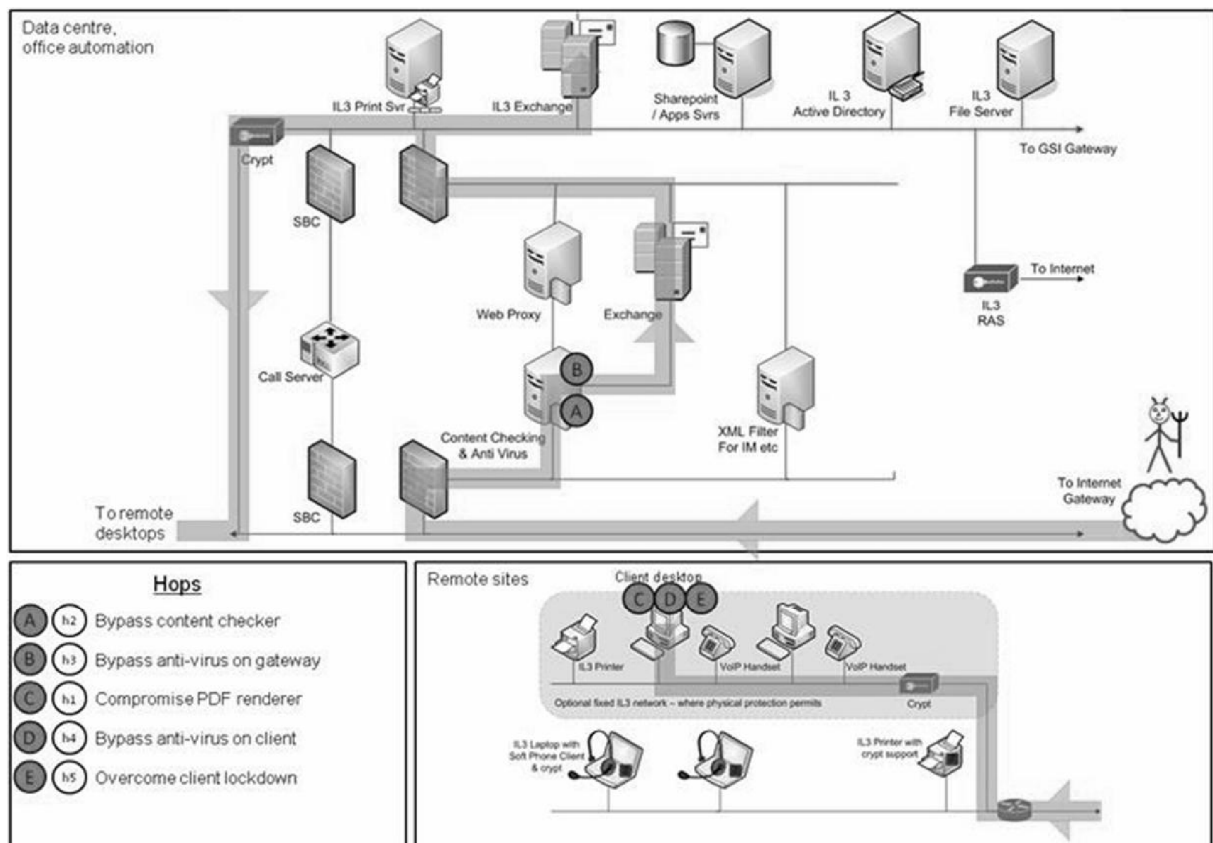 Data centre,
office automation
IL3 Print Svr
IL3 Exchange
Sharepoint
/ Apps Svrs
IL 3
Active Directory
IL3
File Server
Crypt
To GSI Gateway
SBC
To Internet
Web Proxy
Exchange
IL3
RAS
Call Server
B
A
Content Checking
& Anti Virus
XML Filter
For IM etc
To Internet
Gateway
To remote
desktops
SBC
Hops
A h2 Bypass content checker
B h3 Bypass anti-virus on gateway
C h1 Compromise PDF renderer
D h4 Bypass anti-virus on client
E h5 Overcome client lockdown
Remote sites
Client desktop
C D E
IL3 Printer
VoIP Handset
VoIP Handset
Optional fixed IL3 network – where physical protection permits
Crypt
IL3 Laptop with
Soft Phone Client
& crypt
IL3 Printer with
crypt support